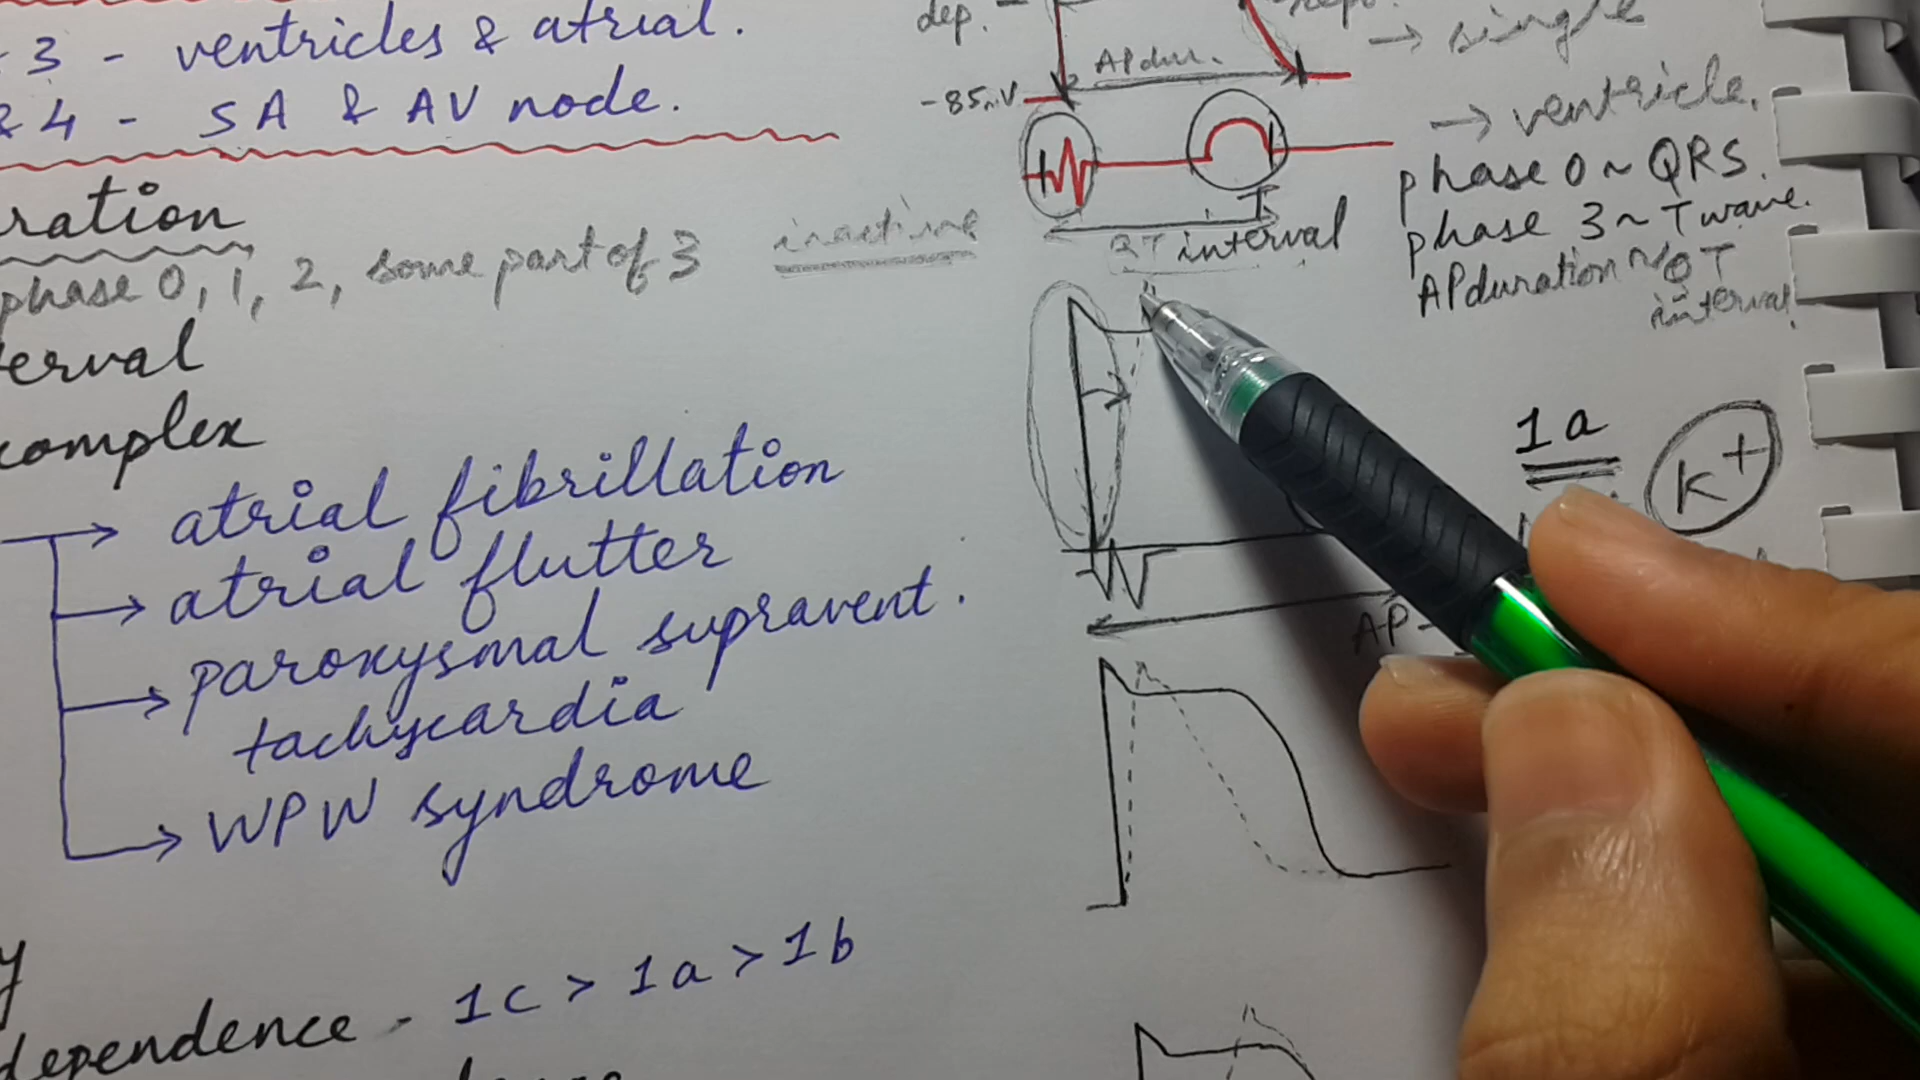 3 - ventricles & atrial.
& 4 - SA & AV node.
ration
phase 0, 1, 2, some part of 3 inactive
erval
complex
atrial fibrillation
atrial flutter
paroxysmal supravent.
tachycardia
WPW syndrome
y
dependence - 1c > 1a > 1b
dep.
AP dur.
-85mV
T
QT interval
→ single
→ ventricle.
phase 0 ~ QRS.
phase 3 ~ T wave.
AP duration ~ QT
interval.
1a
K+
AP -